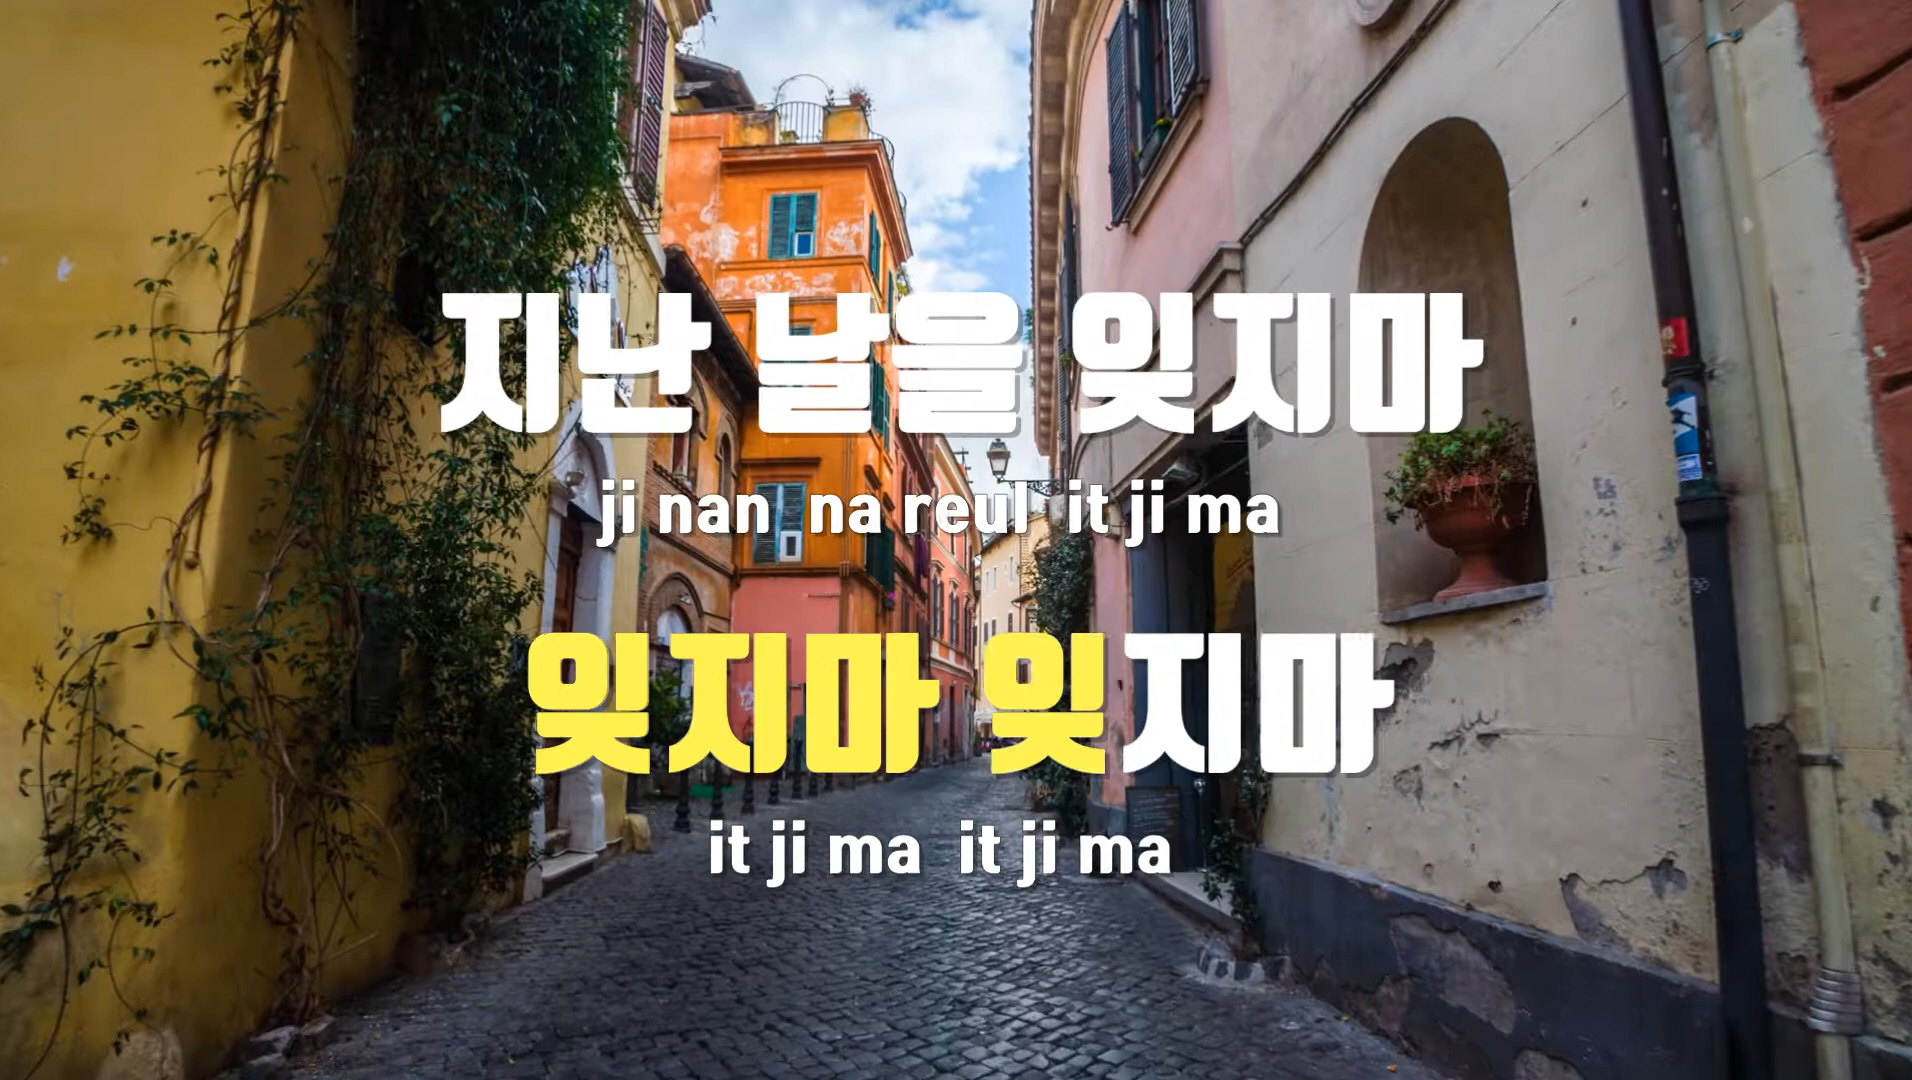 지난 날을 잊지마
ji nan na reul it ji ma
잊지마 잊지마
it ji ma it ji ma